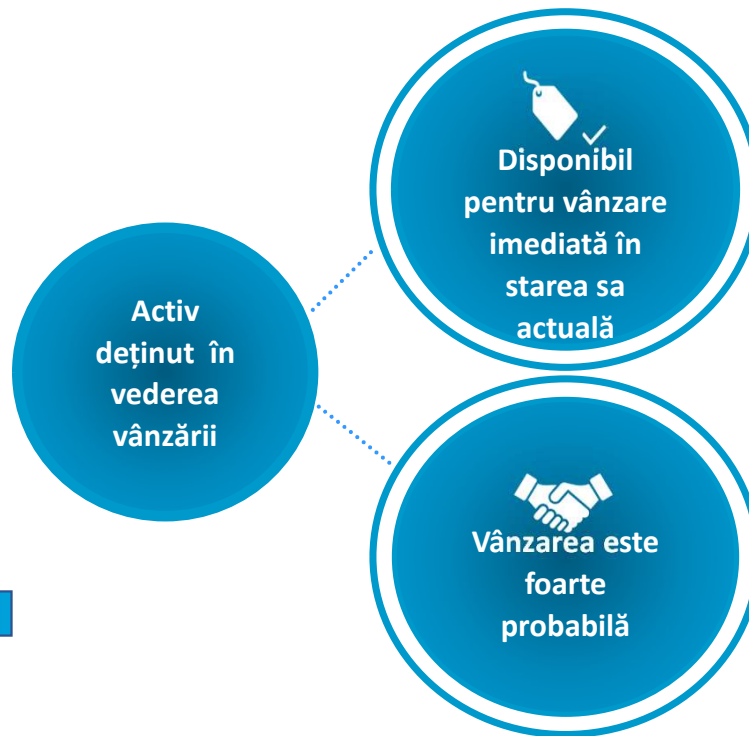 Activ
deținut în
vederea
vânzării
Disponibil
pentru vânzare
imediată în
starea sa
actuală
Vânzarea este
foarte
probabilă